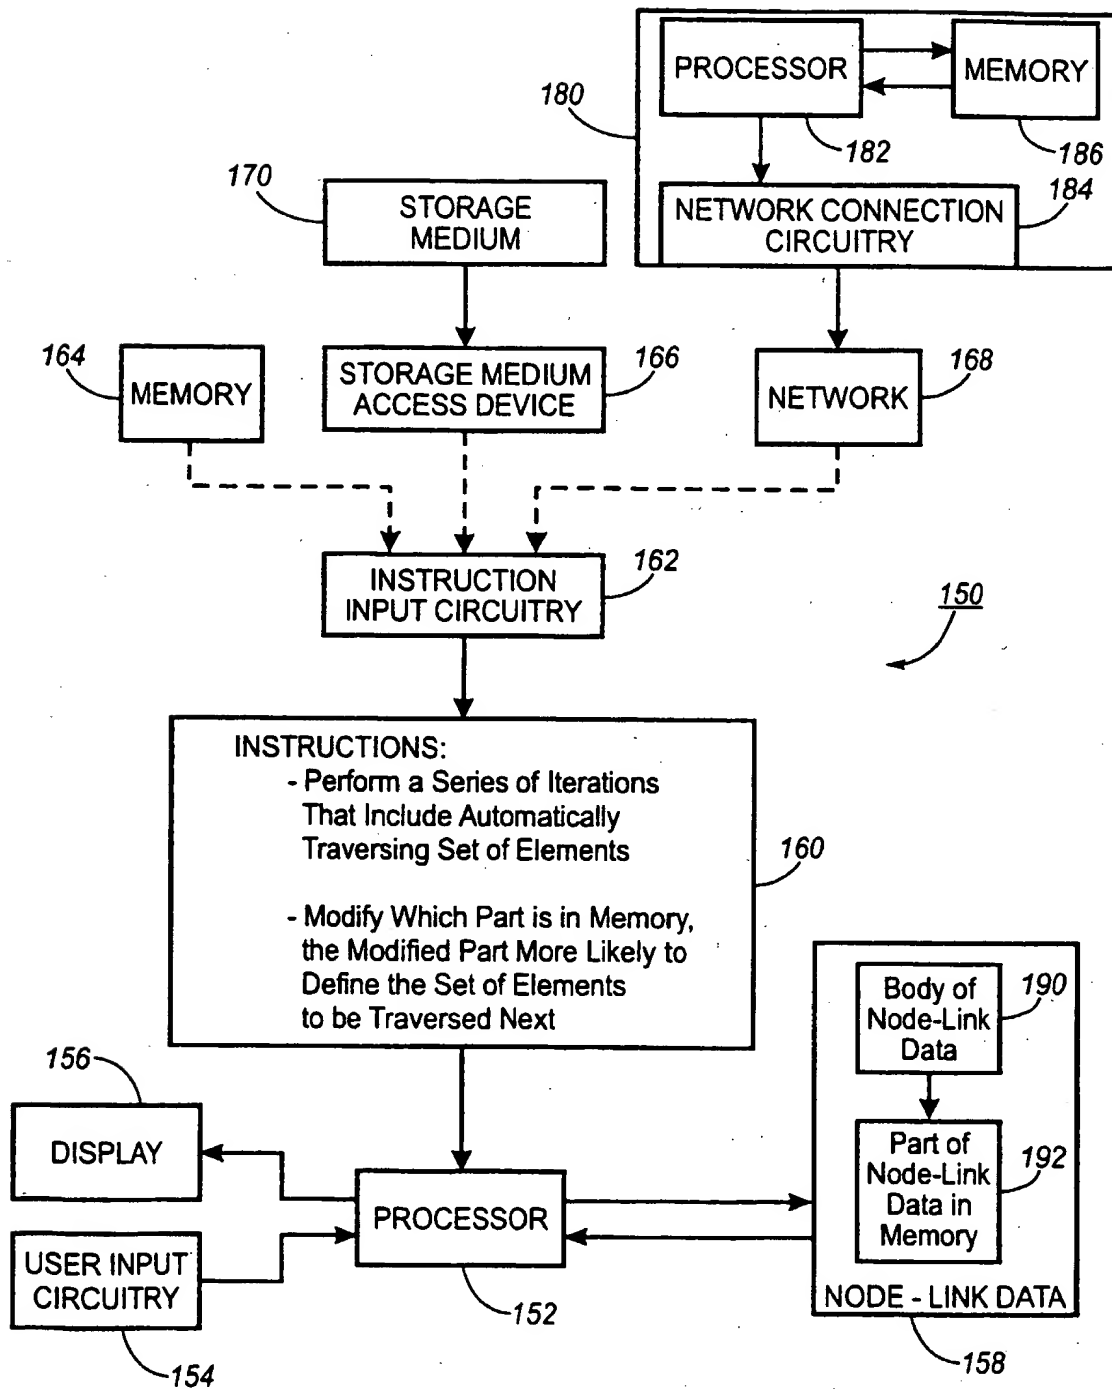 PROCESSOR
MEMORY
180
182
186
170
STORAGE
MEDIUM
184
NETWORK CONNECTION
CIRCUITRY
164
MEMORY
STORAGE MEDIUM
ACCESS DEVICE
166
NETWORK
168
INSTRUCTION
INPUT CIRCUITRY
162
150
INSTRUCTIONS:
- Perform a Series of Iterations
That Include Automatically
Traversing Set of Elements
160
- Modify Which Part is in Memory,
the Modified Part More Likely to
Define the Set of Elements
to be Traversed Next
Body of
Node-Link
Data
190
156
DISPLAY
Part of
Node-Link
Data in
Memory
192
PROCESSOR
USER INPUT
CIRCUITRY
NODE - LINK DATA
152
154
158